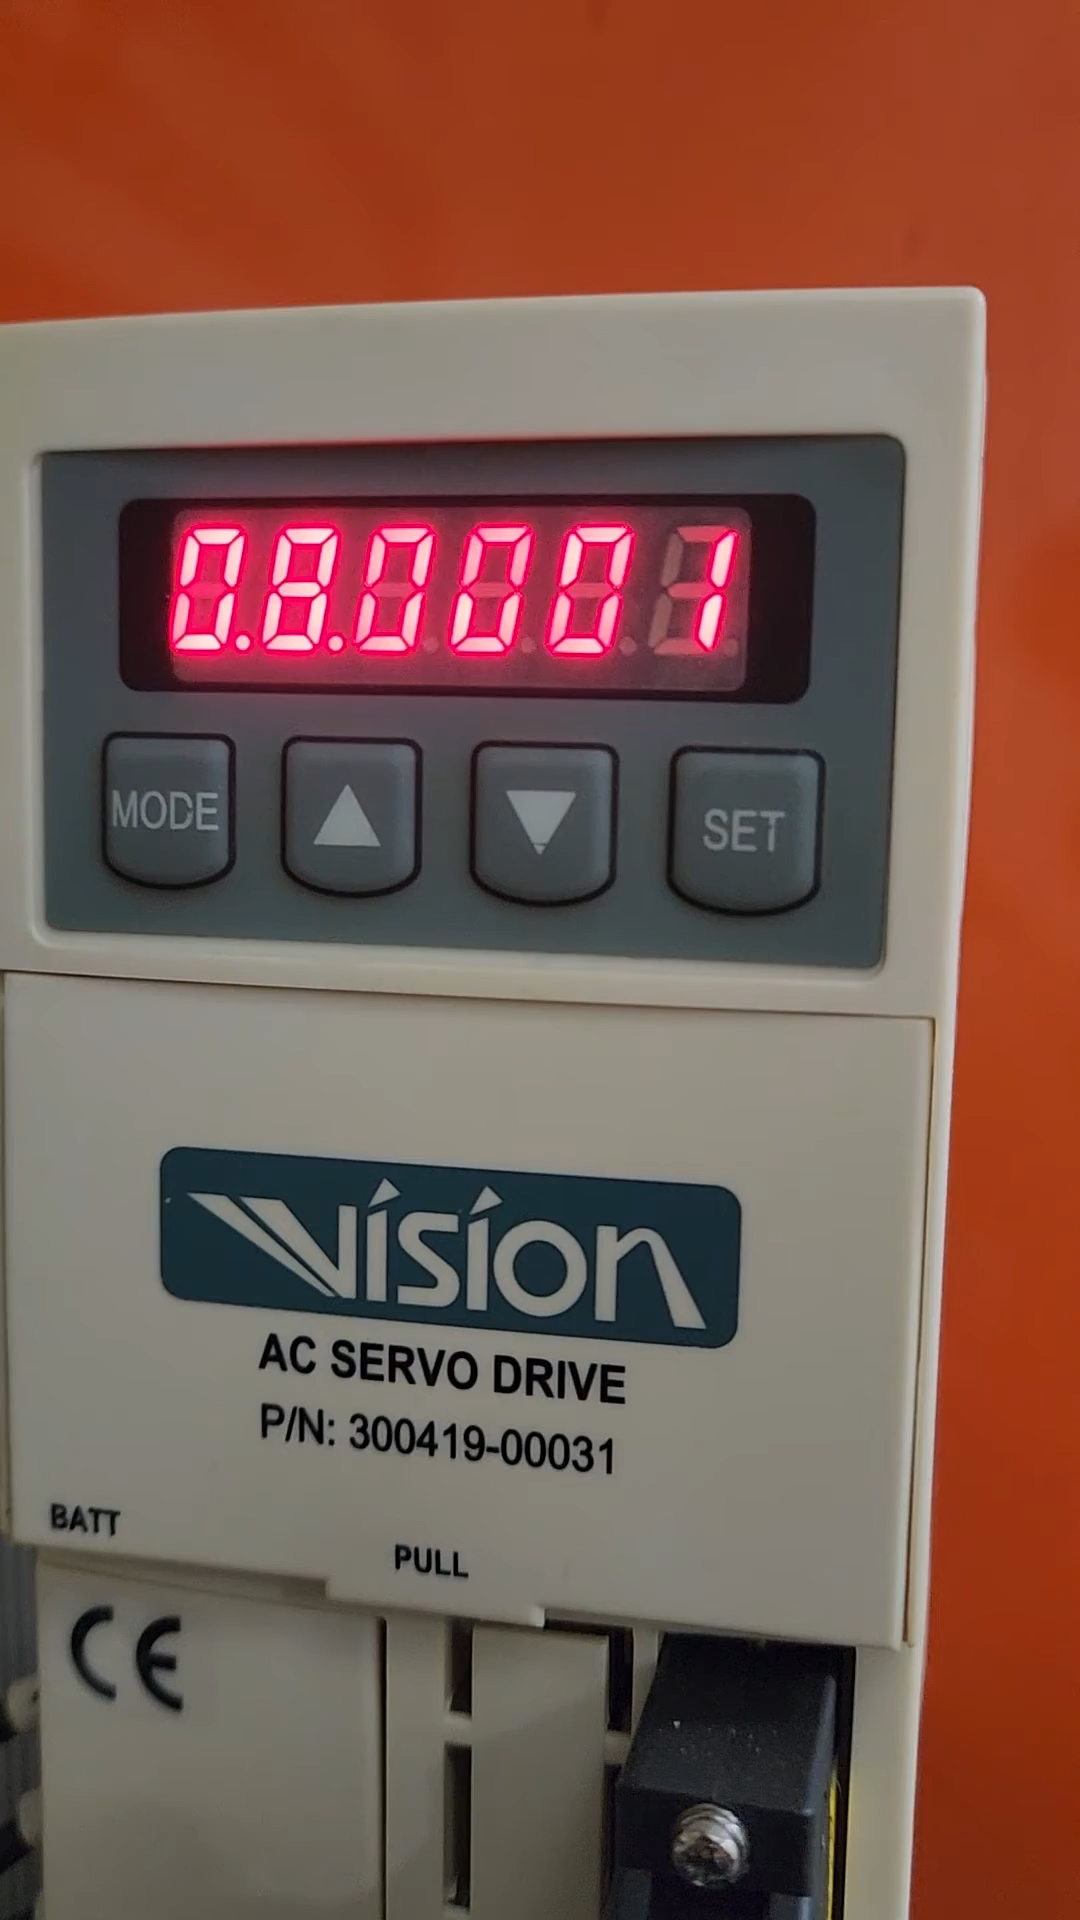 0.8.0001
MODE
SET
Vision
AC SERVO DRIVE
P/N: 300419-00031
BATT
PULL
CE